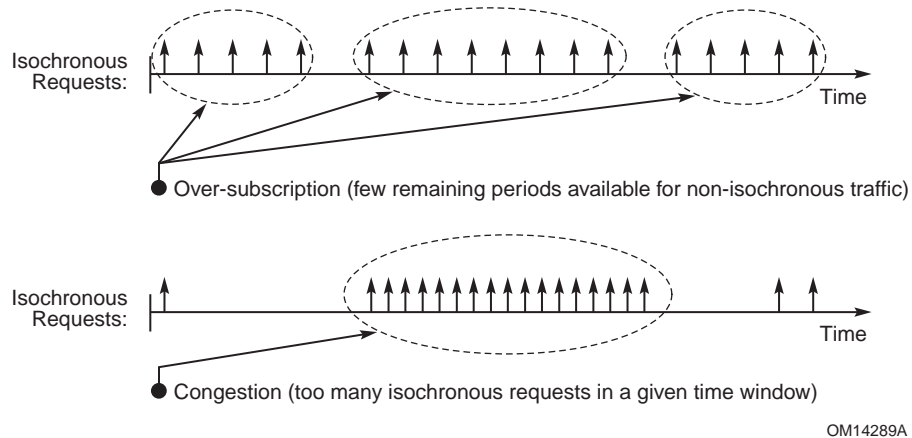 Isochronous
Requests:
Time
Over-subscription (few remaining periods available for non-isochronous traffic)
Isochronous
Requests:
Time
Congestion (too many isochronous requests in a given time window)
OM14289A